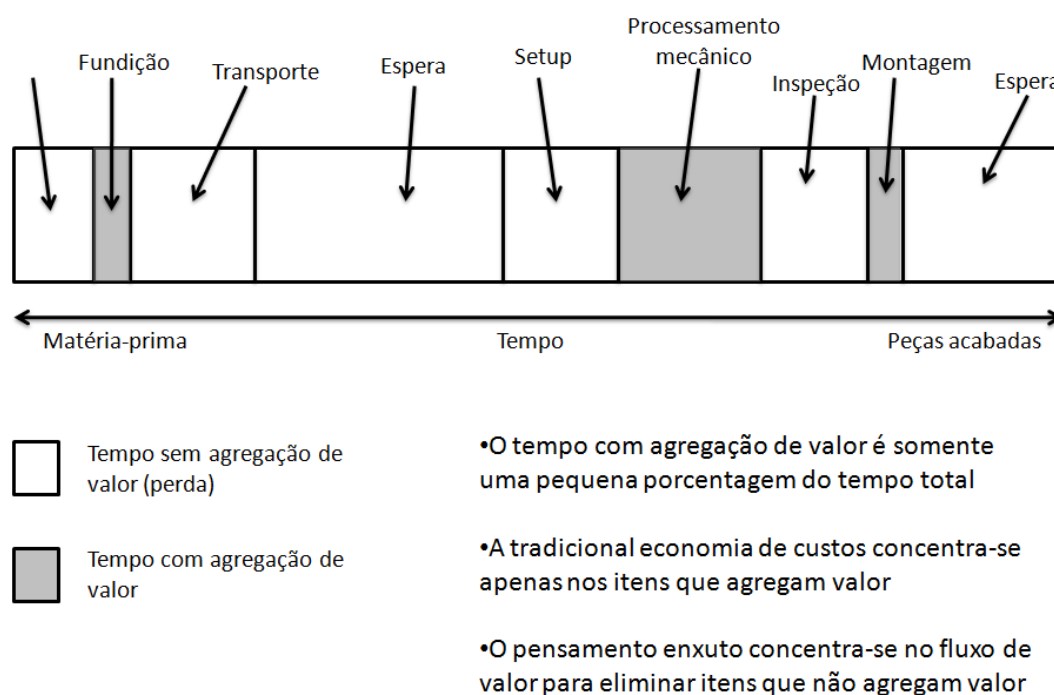 Fundição
Transporte
Espera
Setup
Processamento
mecânico
Inspeção
Montagem
Espera
Matéria-prima
Tempo
Peças acabadas
Tempo sem agregação de
valor (perda)
Tempo com agregação de
valor
•O tempo com agregação de valor é somente
uma pequena porcentagem do tempo total
•A tradicional economia de custos concentra-se
apenas nos itens que agregam valor
•O pensamento enxuto concentra-se no fluxo de
valor para eliminar itens que não agregam valor